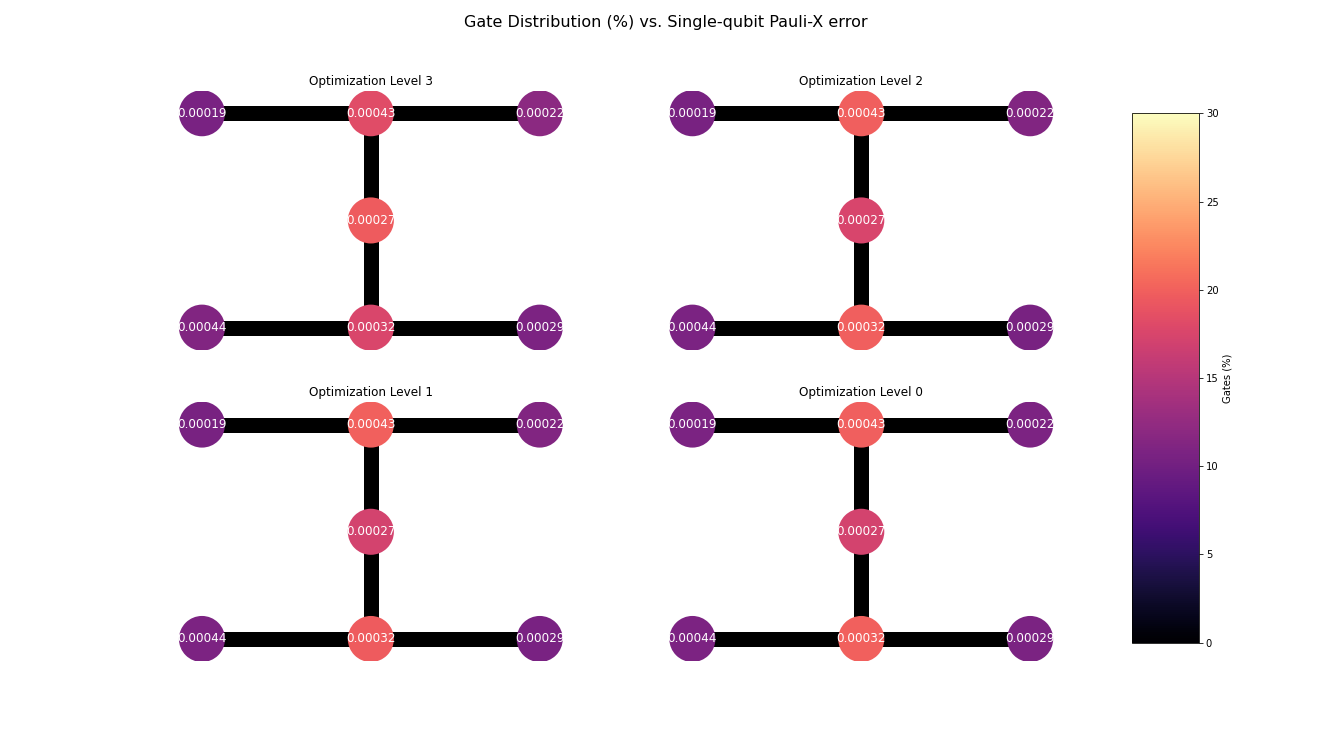 Gate Distribution (%) vs. Single-qubit Pauli-X error
Optimization Level 3
0.00019 0.00043 0.00022
0.00027
0.00044 0.00032 0.00029
Optimization Level 2
0.00019 0.00043 0.00022
0.00027
0.00044 0.00032 0.00029
Optimization Level 1
0.00019 0.00043 0.00022
0.00027
0.00044 0.00032 0.00029
Optimization Level 0
0.00019 0.00043 0.00022
0.00027
0.00044 0.00032 0.00029
30
25
20
15
10
5
0
Gates (%)